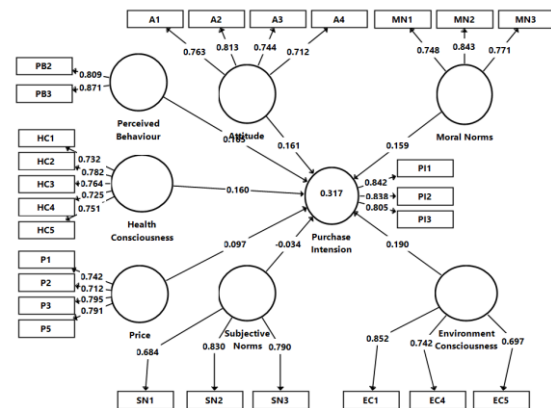 A1
A2
A3
A4
MN1
MN2
MN3
0.763
0.813
0.744
0.712
0.748
0.843
0.771
PB2
PB3
0.809
0.871
Perceived
Behaviour
Attitude
Moral Norms
0.161
0.159
HC1
HC2
HC3
HC4
HC5
0.732
0.782
0.764
0.725
0.751
Health
Consciousness
0.160
0.317
Purchase
Intension
0.842
0.838
0.805
PI1
PI2
PI3
0.097
-0.034
0.190
P1
P2
P3
P5
0.742
0.712
0.795
0.791
Price
Subjective
Norms
Environment
Consciousness
0.684
0.830
0.790
0.852
0.742
0.697
SN1
SN2
SN3
EC1
EC4
EC5